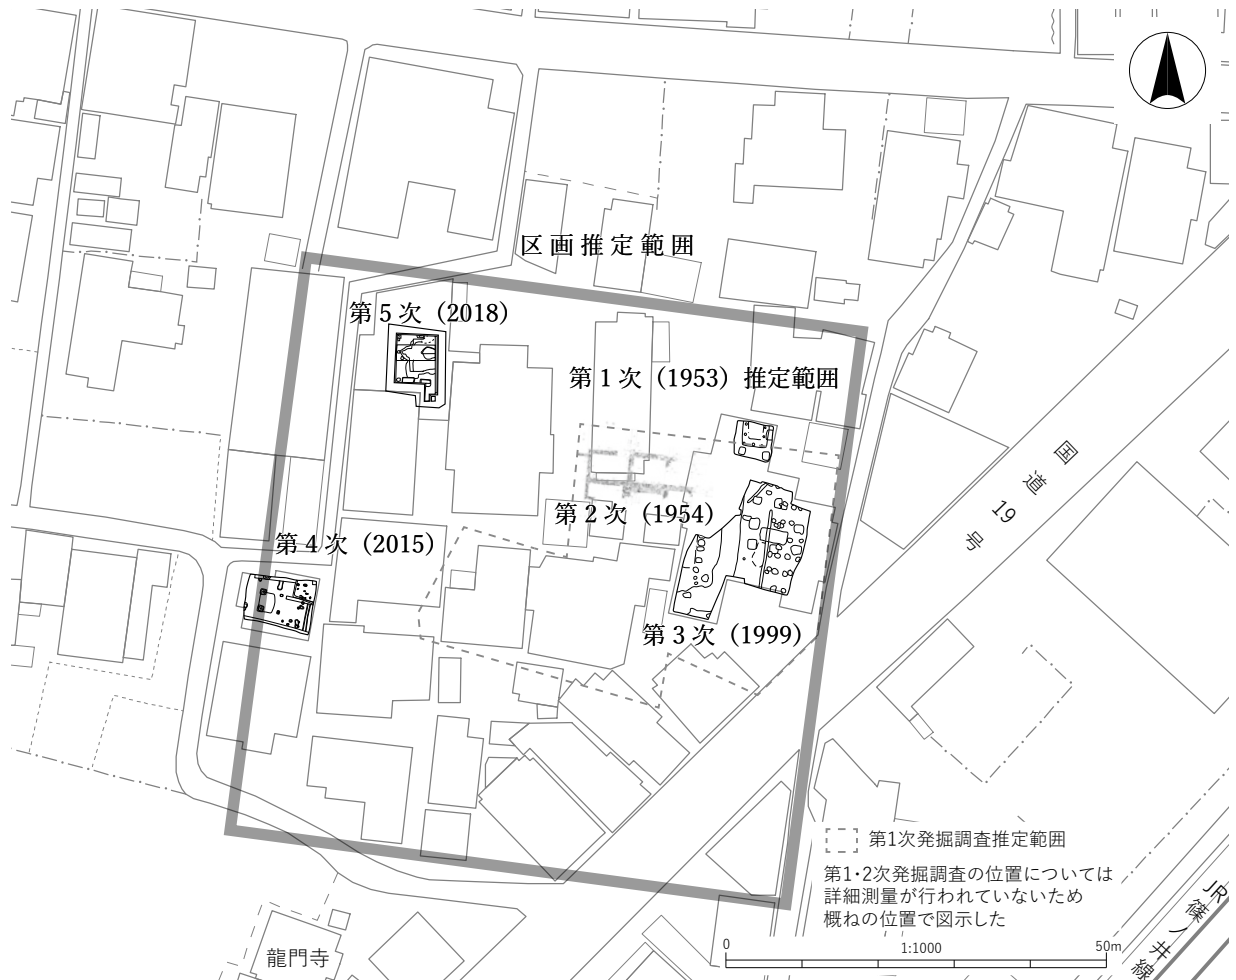 区画推定範囲
第5次（2018）
第1次（1953）推定範囲
第2次（1954）
第4次（2015）
第3次（1999）
国道19号
第1次発掘調査推定範囲
第1・2次発掘調査の位置については
詳細測量が行われていないため
概ねの位置で図示した
JR篠ノ井線
龍門寺
0 1:1000 50m